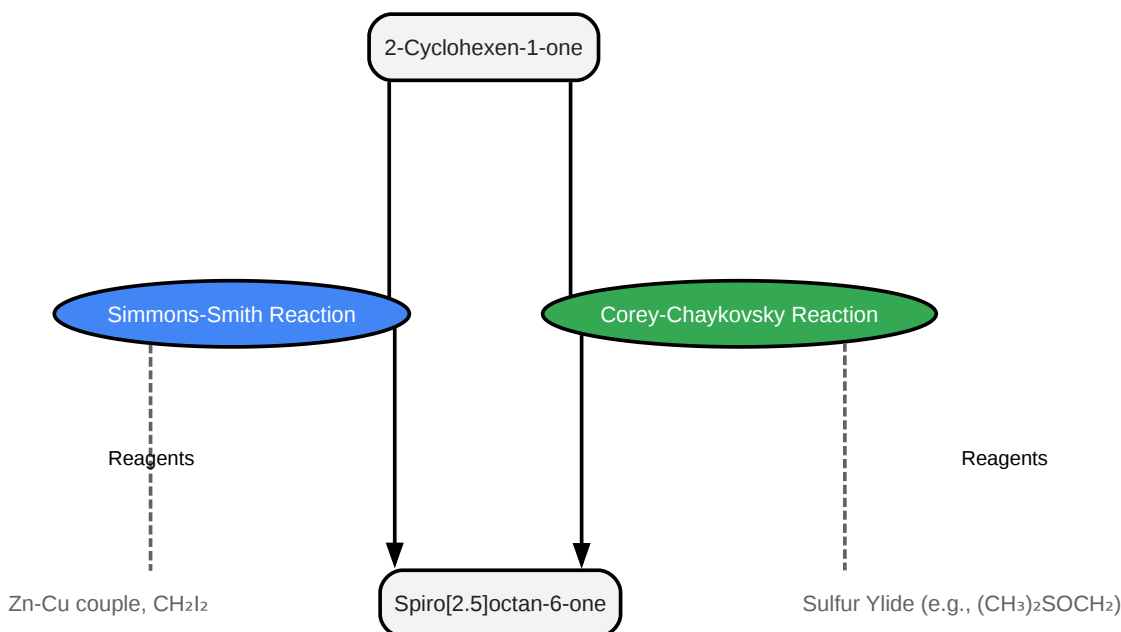 2-Cyclohexen-1-one
Simmons-Smith Reaction
Corey-Chaykovsky Reaction
Reagents
Reagents
Zn-Cu couple, CH₂I₂
Spiro[2.5]octan-6-one
Sulfur Ylide (e.g., (CH₃)₂SOCH₂)